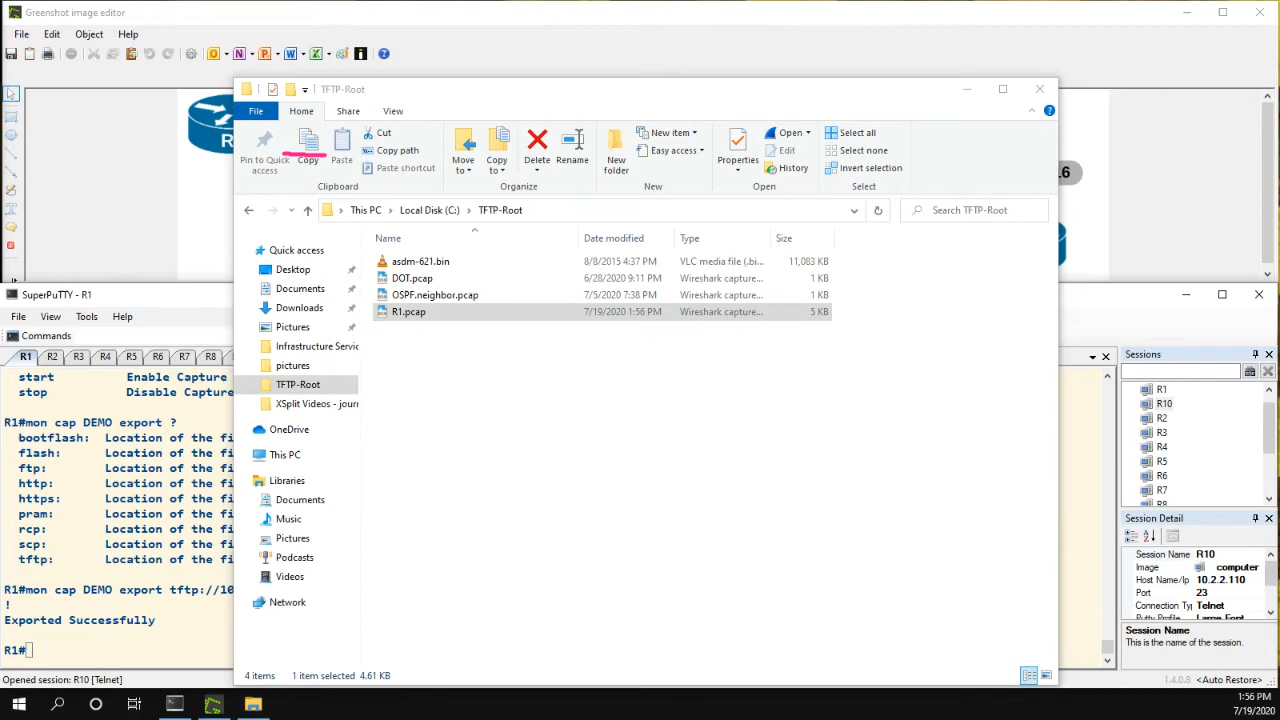 Greenshot image editor
File Edit Object Help
R
.6
TFTP-Root
File Home Share View
Pin to Quick access
Copy
Paste
Cut
Copy path
Paste shortcut
Clipboard
Move to
Copy to
Delete
Rename
Organize
New folder
New item
Easy access
New
Properties
Open
Edit
History
Open
Select all
Select none
Invert selection
Select
This PC > Local Disk (C:) > TFTP-Root
Search TFTP-Root
Name Date modified Type Size
asdm-621.bin 8/8/2015 4:37 PM VLC media file (.bi... 11,083 KB
DOT.pcap 6/28/2020 9:11 PM Wireshark capture... 1 KB
OSPF.neighbor.pcap 7/5/2020 7:38 PM Wireshark capture... 1 KB
R1.pcap 7/19/2020 1:56 PM Wireshark capture... 5 KB
Quick access
Desktop
Documents
Downloads
Pictures
Infrastructure Servic
pictures
TFTP-Root
XSplit Videos - journ
OneDrive
This PC
Libraries
Documents
Music
Pictures
Podcasts
Videos
Network
4 items 1 item selected 4.61 KB
SuperPuTTY - R1
File View Tools Help
Commands
R1 R2 R3 R4 R5 R6 R7 R8
start Enable Capture
stop Disable Capture
R1#mon cap DEMO export ?
bootflash: Location of the fi
flash: Location of the fi
ftp: Location of the fi
http: Location of the fi
https: Location of the fi
pram: Location of the fi
rcp: Location of the fi
scp: Location of the fi
tftp: Location of the fi
R1#mon cap DEMO export tftp://10
!
Exported Successfully
R1#
Opened session: R10 [Telnet]
Sessions
R1
R10
R2
R3
R4
R5
R6
R7
R8
Session Detail
Session Name R10
Image computer
Host Name/Ip 10.2.2.110
Port 23
Connection Ty Telnet
Putty Profile Large Font
Session Name
This is the name of the session.
1.4.0.8 <Auto Restore>
1:56 PM
7/19/2020